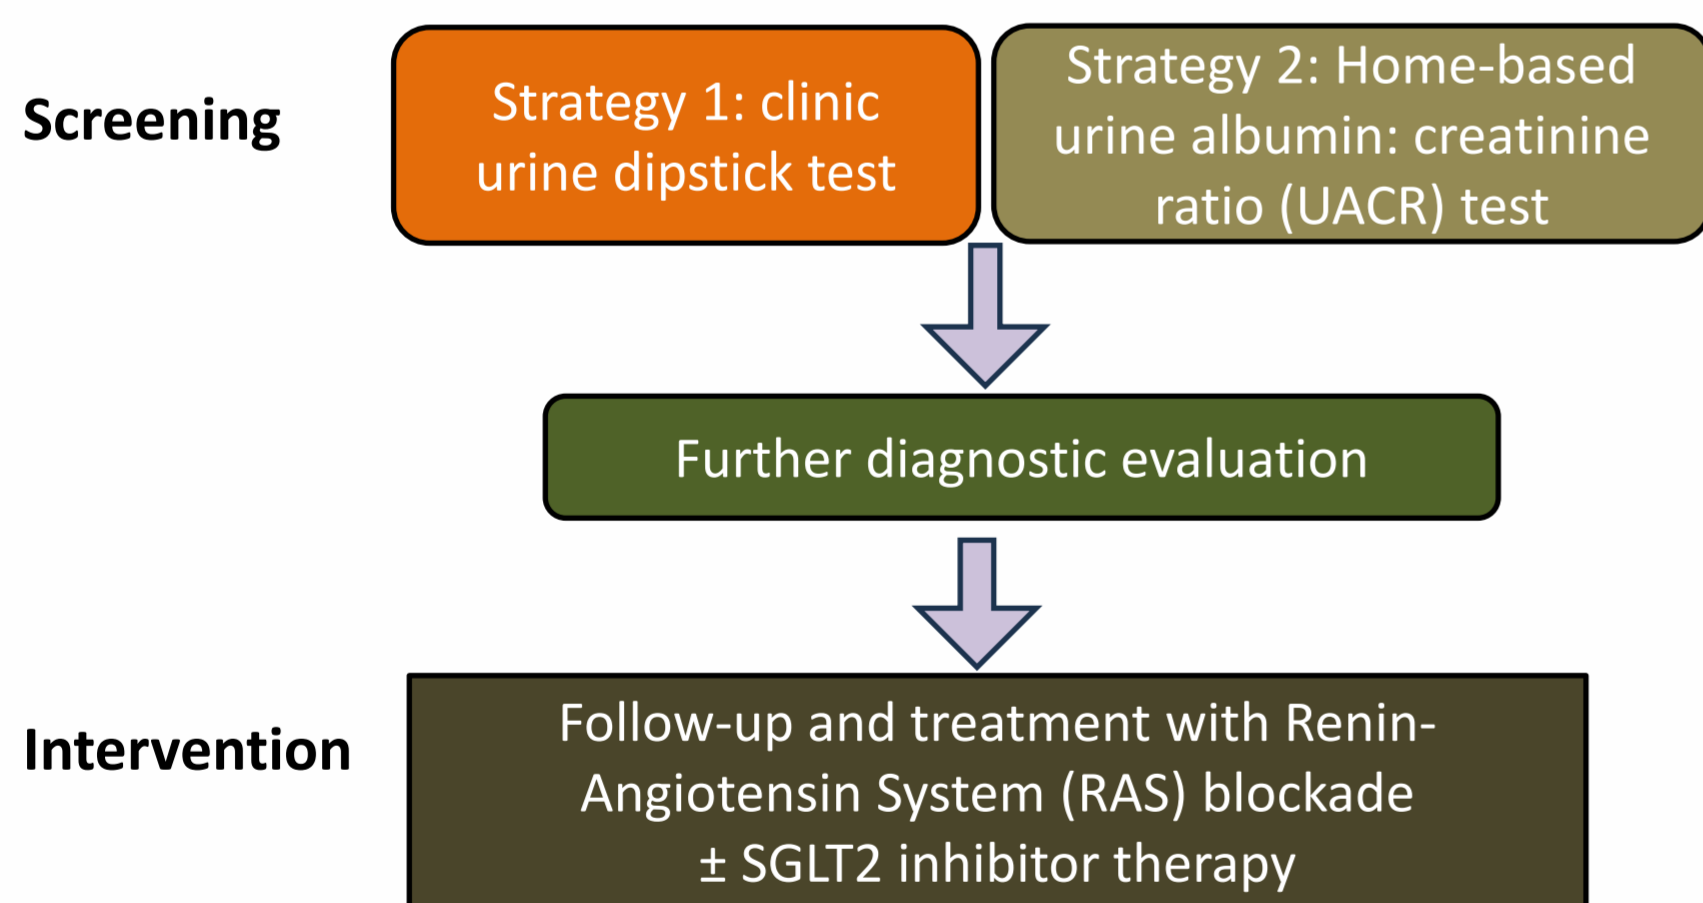 Screening
Strategy 1: clinic
urine dipstick test
Strategy 2: Home-based
urine albumin: creatinine
ratio (UACR) test
Further diagnostic evaluation
Intervention
Follow-up and treatment with Renin-
Angiotensin System (RAS) blockade
± SGLT2 inhibitor therapy